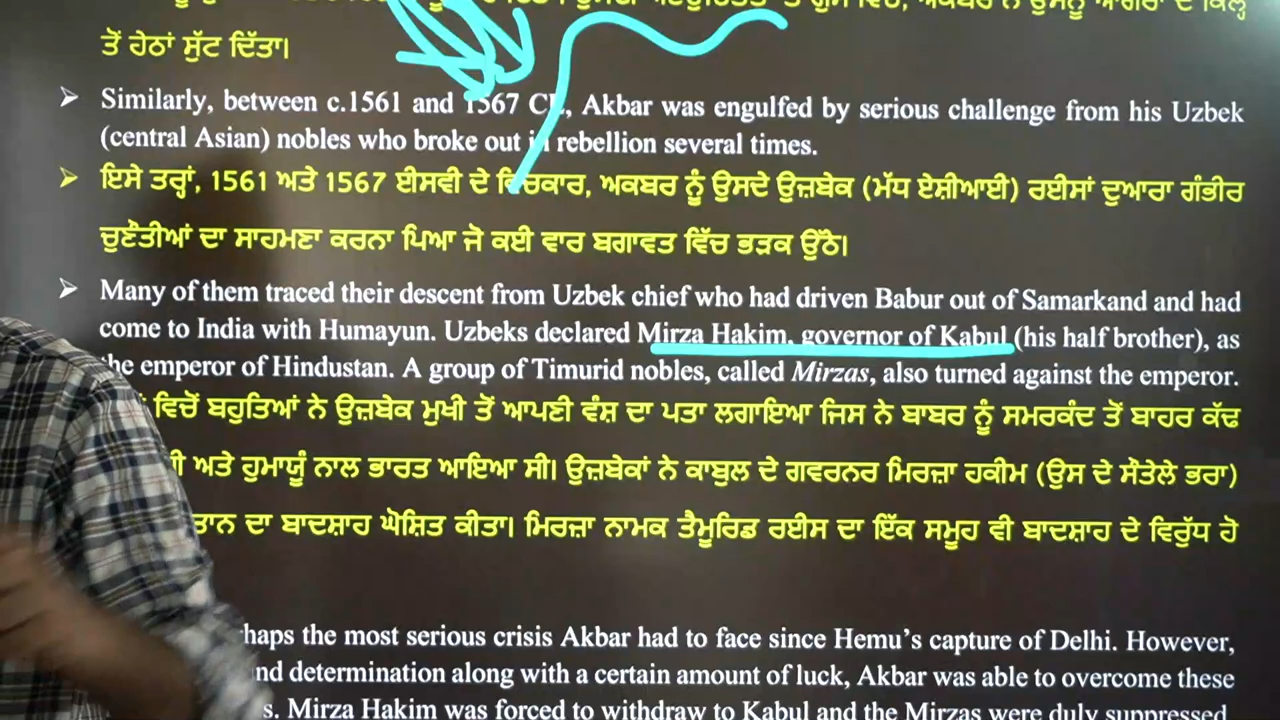 ਤੋਂ ਹੇਠਾਂ ਸੁੱਟ ਦਿੱਤਾ।
➢ Similarly, between c.1561 and 1567 CE, Akbar was engulfed by serious challenge from his Uzbek
(central Asian) nobles who broke out in rebellion several times.
➢ ਇਸੇ ਤਰ੍ਹਾਂ, 1561 ਅਤੇ 1567 ਈਸਵੀ ਦੇ ਵਿਚਕਾਰ, ਅਕਬਰ ਨੂੰ ਉਸਦੇ ਉਜ਼ਬੇਕ (ਮੱਧ ਏਸ਼ੀਆਈ) ਰਈਸਾਂ ਦੁਆਰਾ ਗੰਭੀਰ
ਚੁਣੌਤੀਆਂ ਦਾ ਸਾਹਮਣਾ ਕਰਨਾ ਪਿਆ ਜੋ ਕਈ ਵਾਰ ਬਗਾਵਤ ਵਿੱਚ ਭੜਕ ਉੱਠੇ।
➢ Many of them traced their descent from Uzbek chief who had driven Babur out of Samarkand and had
come to India with Humayun. Uzbeks declared Mirza Hakim, governor of Kabul (his half brother), as
the emperor of Hindustan. A group of Timurid nobles, called Mirzas, also turned against the emperor.
ਵਿਚੋਂ ਬਹੁਤਿਆਂ ਨੇ ਉਜ਼ਬੇਕ ਮੁਖੀ ਤੋਂ ਆਪਣੀ ਵੰਸ਼ ਦਾ ਪਤਾ ਲਗਾਇਆ ਜਿਸ ਨੇ ਬਾਬਰ ਨੂੰ ਸਮਰਕੰਦ ਤੋਂ ਬਾਹਰ ਕੱਢ
ਅਤੇ ਹੁਮਾਯੂੰ ਨਾਲ ਭਾਰਤ ਆਇਆ ਸੀ। ਉਜ਼ਬੇਕਾਂ ਨੇ ਕਾਬੁਲ ਦੇ ਗਵਰਨਰ ਮਿਰਜ਼ਾ ਹਕੀਮ (ਉਸ ਦੇ ਸੌਤੇਲੇ ਭਰਾ)
ਦਾ ਬਾਦਸ਼ਾਹ ਘੋਸ਼ਿਤ ਕੀਤਾ। ਮਿਰਜ਼ਾ ਨਾਮਕ ਤੈਮੂਰਿਡ ਰਈਸ ਦਾ ਇੱਕ ਸਮੂਹ ਵੀ ਬਾਦਸ਼ਾਹ ਦੇ ਵਿਰੁੱਧ ਹੋ
the most serious crisis Akbar had to face since Hemu's capture of Delhi. However,
determination along with a certain amount of luck, Akbar was able to overcome these
Mirza Hakim was forced to withdraw to Kabul and the Mirzas were duly suppressed